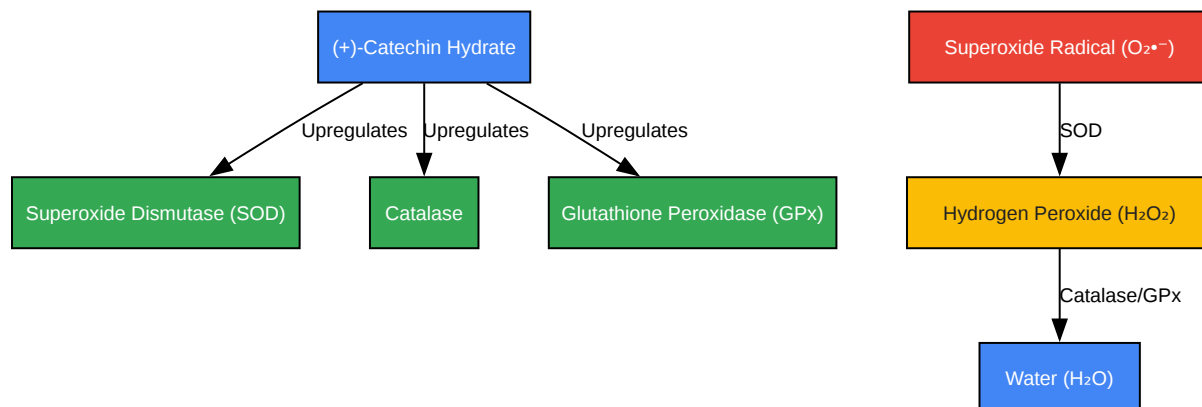 (+)-Catechin Hydrate
Superoxide Radical (O₂•⁻)
Upregulates
Upregulates
Upregulates
SOD
Superoxide Dismutase (SOD)
Catalase
Glutathione Peroxidase (GPx)
Hydrogen Peroxide (H₂O₂)
Catalase/GPx
Water (H₂O)